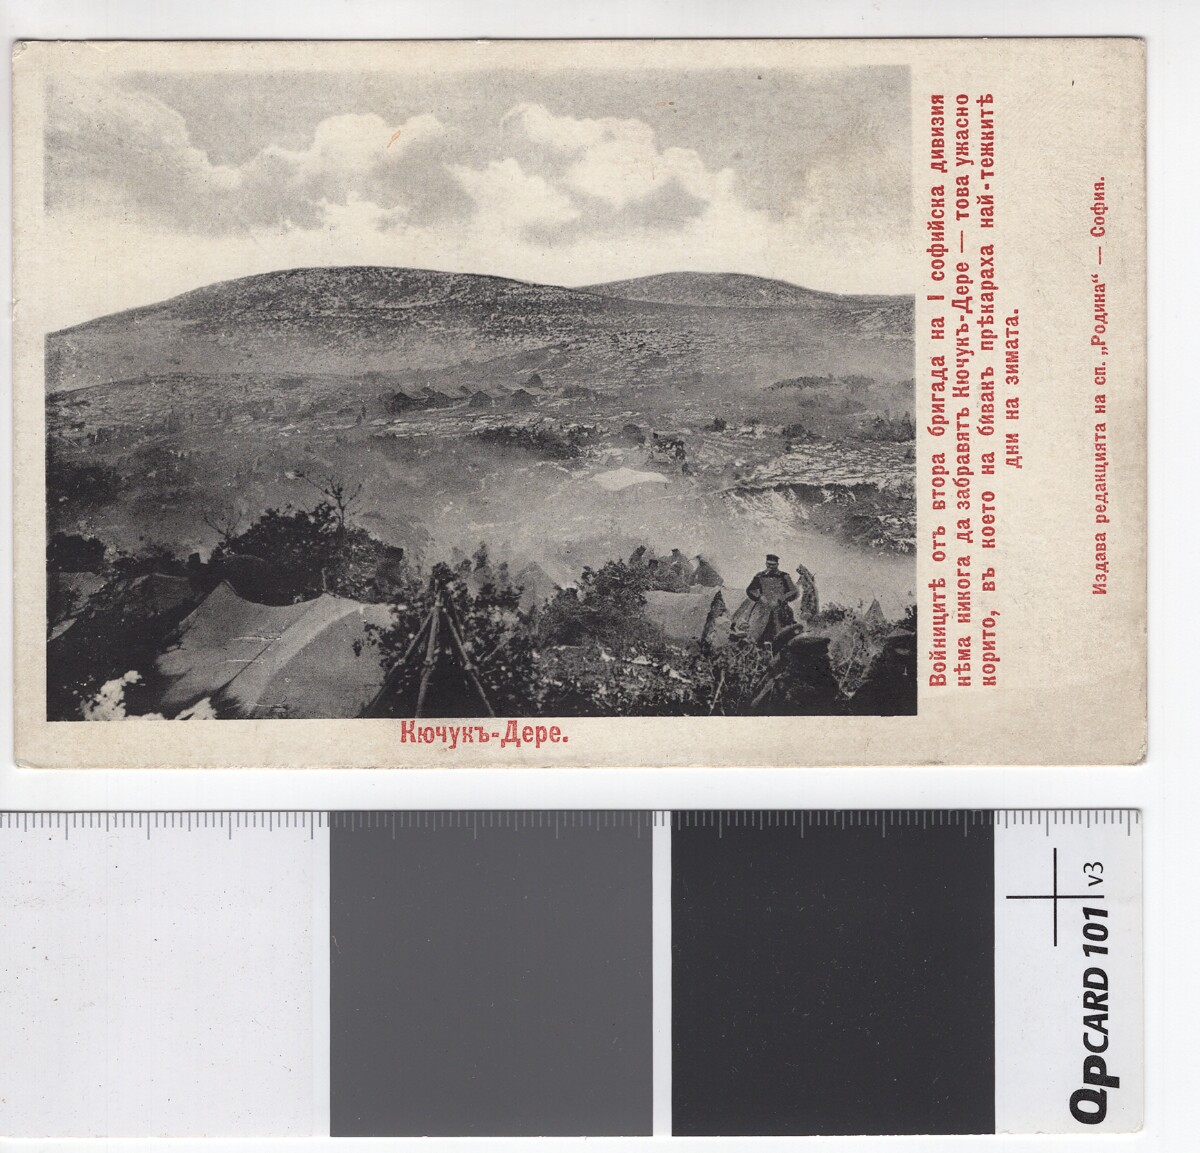 Кючукъ-Дере.
Войницитѣ отъ втора бригада на I софийска дивизия
нѣма никога да забравятъ Кючукъ-Дере — това ужасно
корито, въ което на бивакъ прѣкараха най-тежкитѣ
дни на зимата.
Издава редакцията на сп. „Родина“ — София.
QPCARD 101 v3